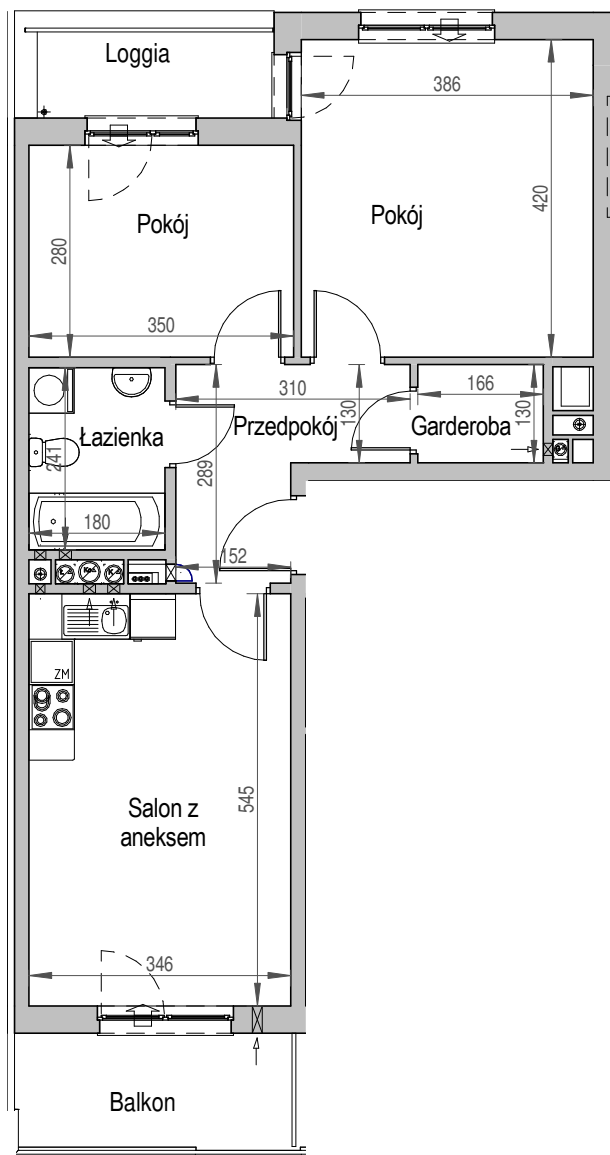 Loggia
386
Pokój
Pokój
420
280
350
310
166
130
130
Łazienka
Przedpokój
Garderoba
241
289
180
152
ZM
545
Salon z
aneksem
346
Balkon